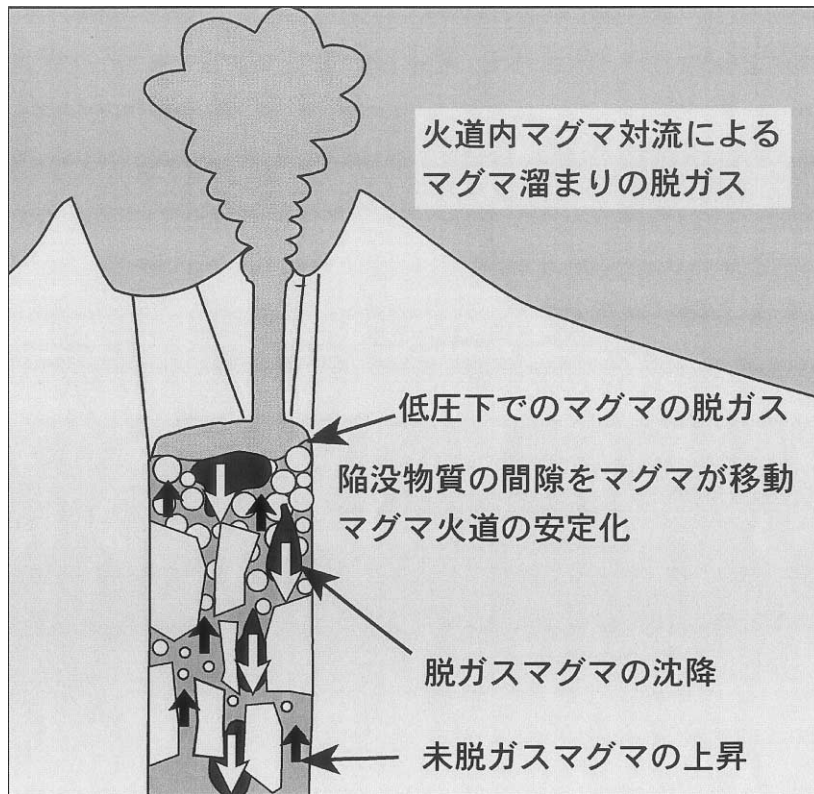 火道内マグマ対流による
マグマ溜まりの脱ガス
低圧下でのマグマの脱ガス
陥没物質の間隙をマグマが移動
マグマ火道の安定化
脱ガスマグマの沈降
未脱ガスマグマの上昇